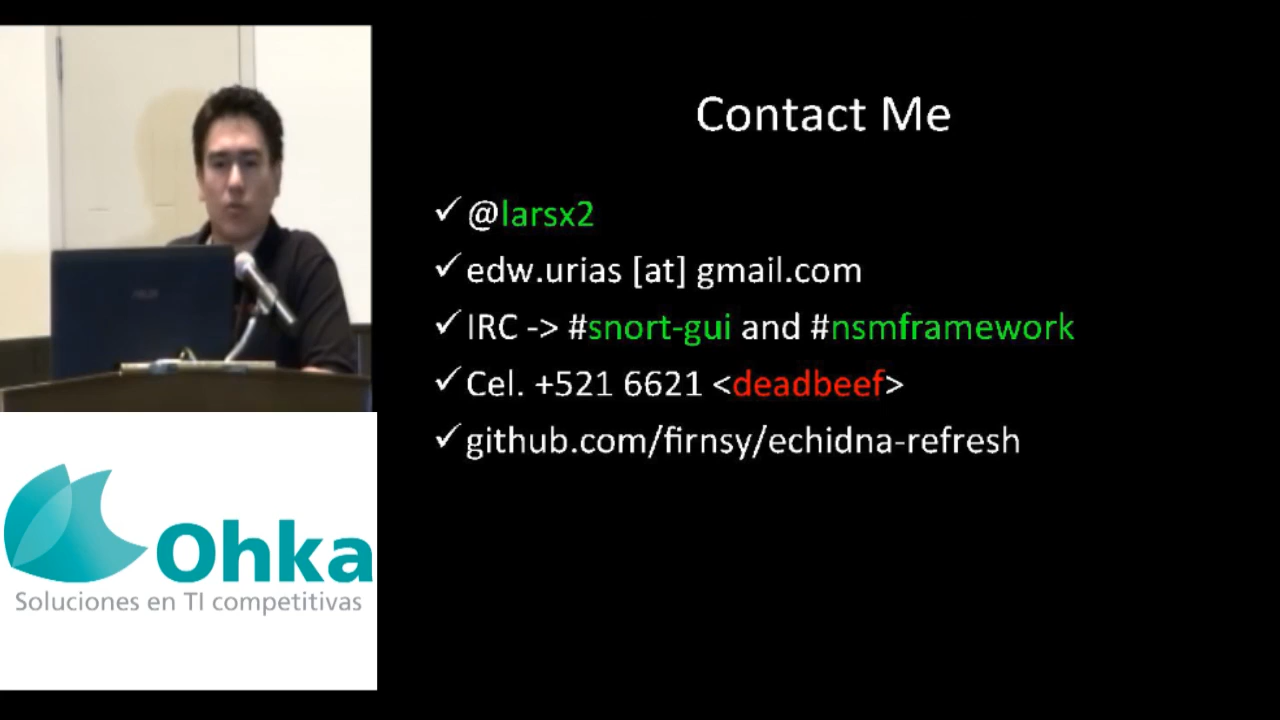 Contact Me
✓ @larsx2
✓ edw.urias [at] gmail.com
✓ IRC -> #snort-gui and #nsmframework
✓ Cel. +521 6621 <deadbeef>
✓ github.com/firnsy/echidna-refresh
Ohka
Soluciones en TI competitivas